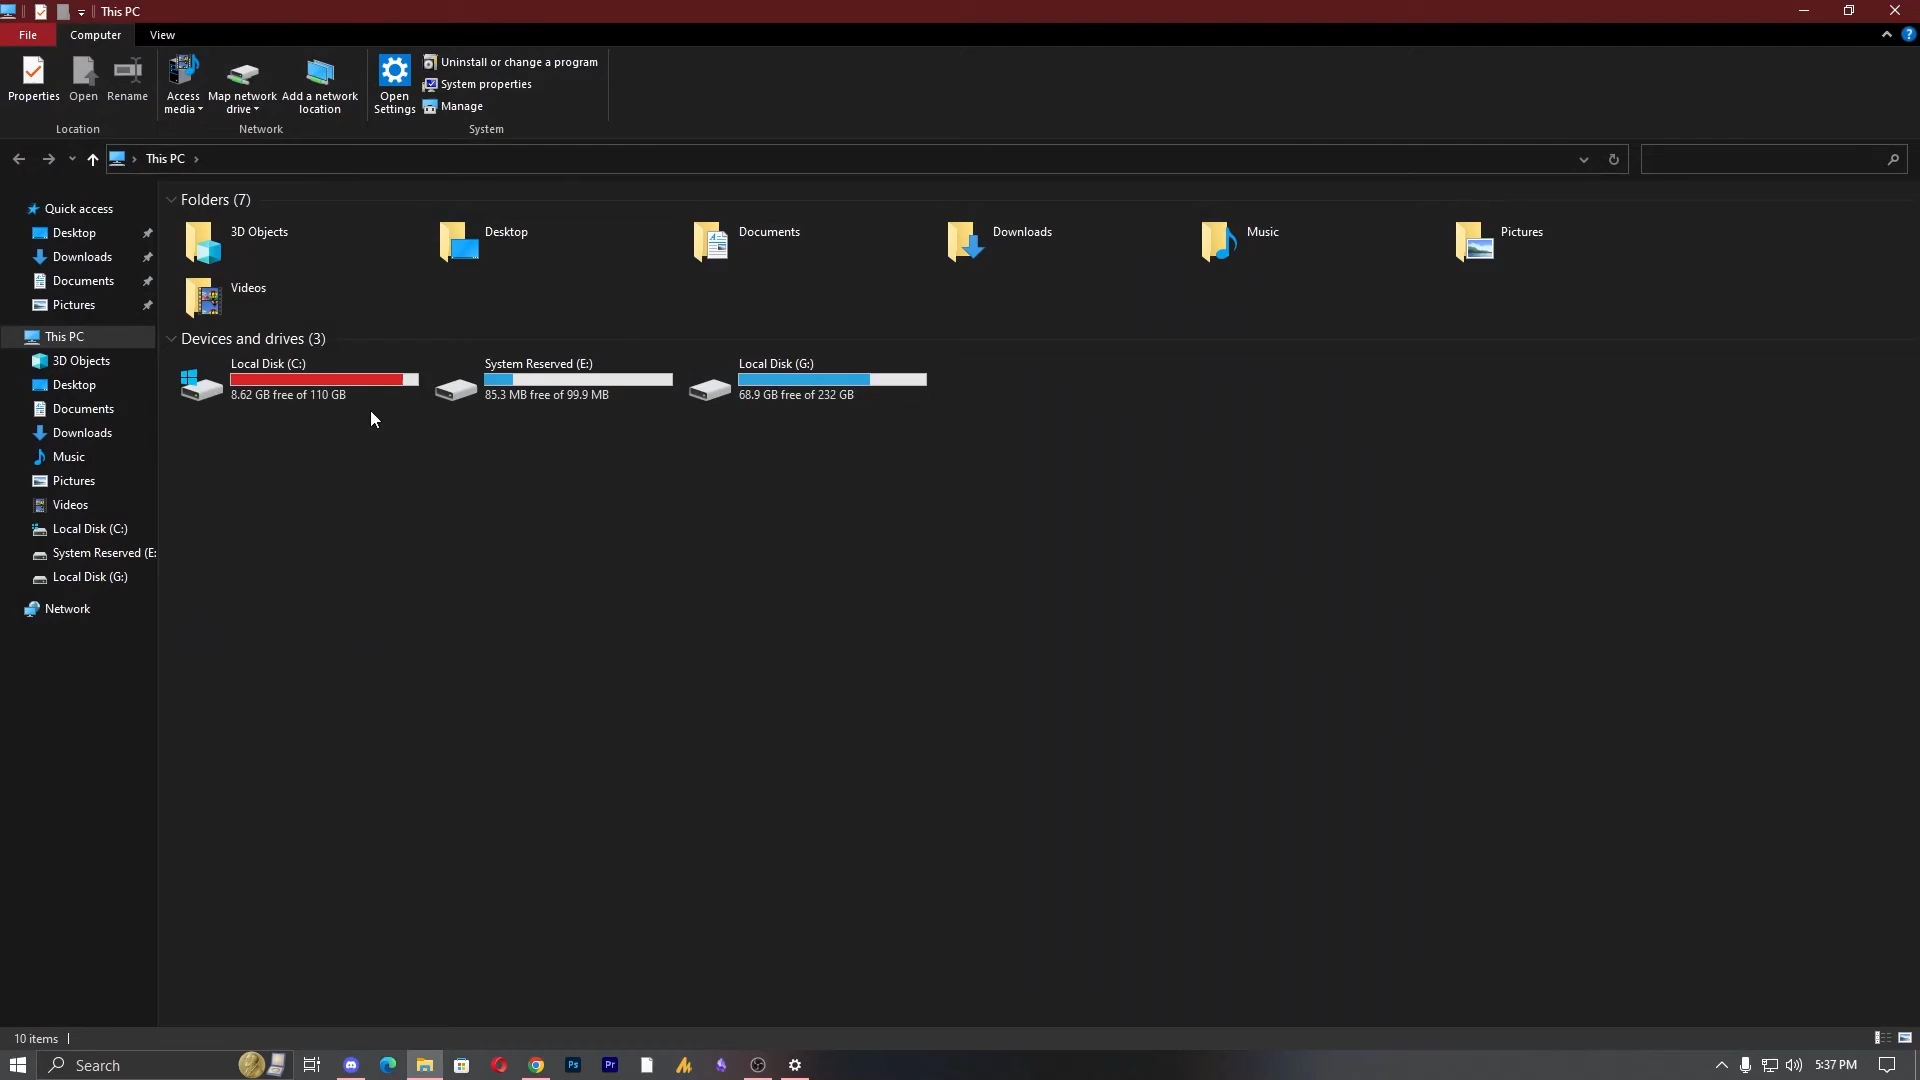 This PC
File
Computer
View
Properties
Open
Rename
Access
media
Map network
drive
Add a network
location
Open
Settings
Uninstall or change a program
System properties
Manage
Location
Network
System
This PC
Quick access
Desktop
Downloads
Documents
Pictures
This PC
3D Objects
Desktop
Documents
Downloads
Music
Pictures
Videos
Local Disk (C:)
System Reserved (E:
Local Disk (G:)
Network
Folders (7)
3D Objects
Desktop
Documents
Downloads
Music
Pictures
Videos
Devices and drives (3)
Local Disk (C:)
8.62 GB free of 110 GB
System Reserved (E:)
85.3 MB free of 99.9 MB
Local Disk (G:)
68.9 GB free of 232 GB
10 items
Search
Ps
Pr
5:37 PM